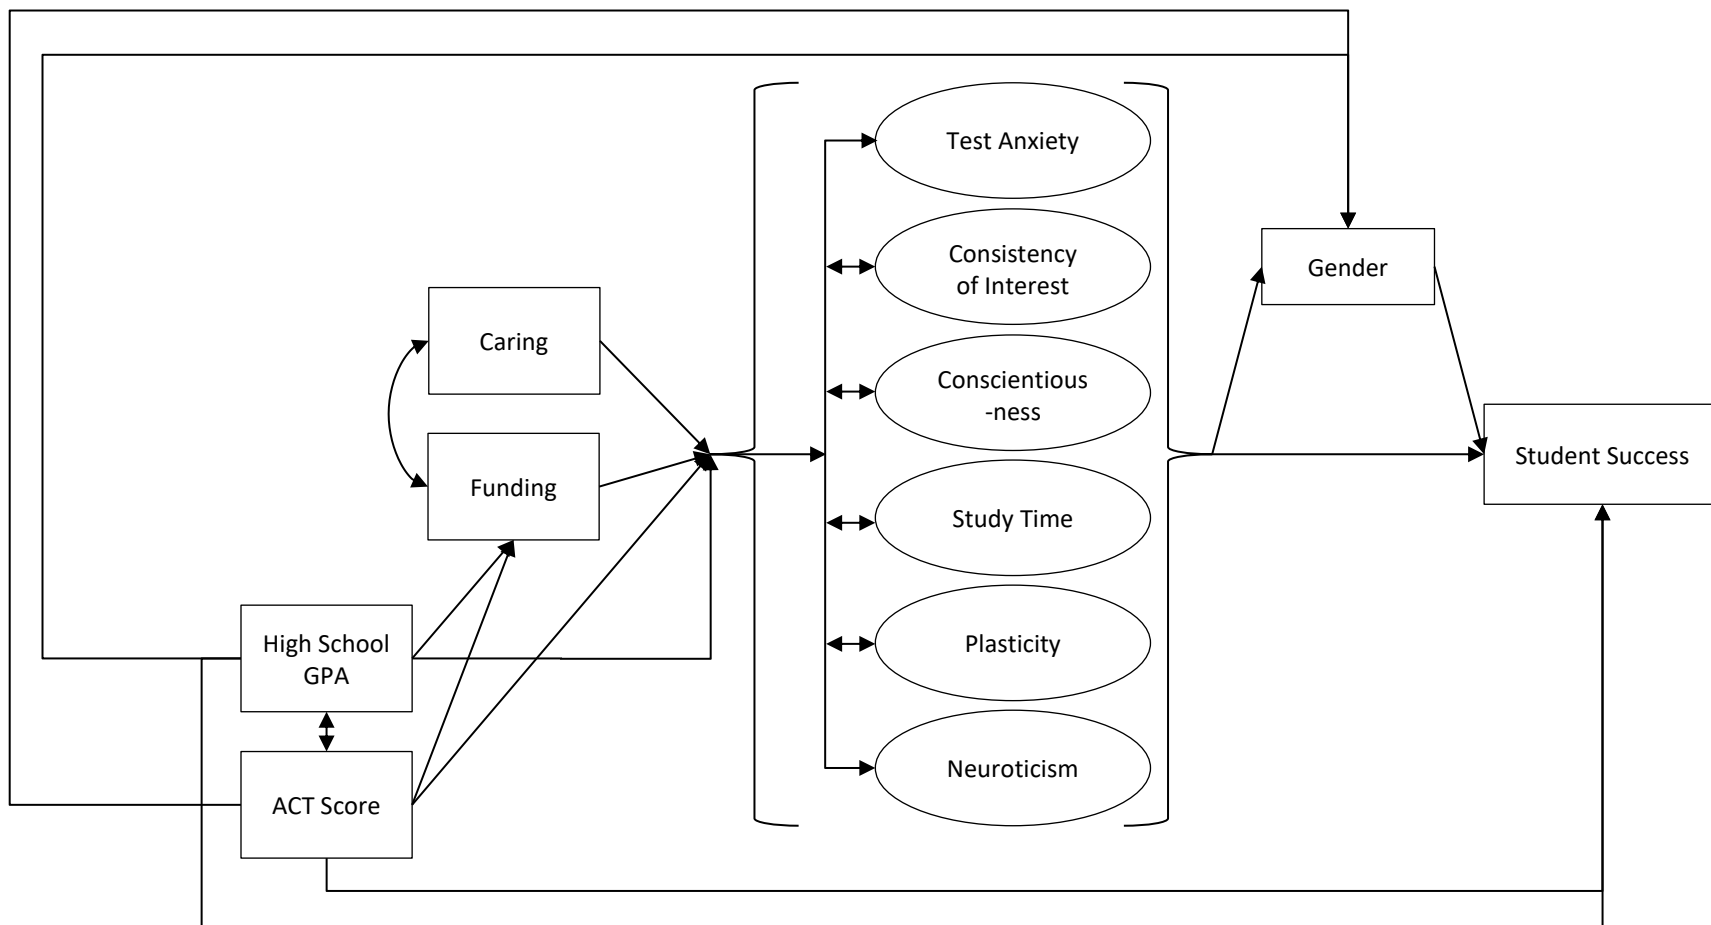 Test Anxiety
Consistency
of Interest
Gender
Caring
Conscientious
-ness
Student Success
Funding
Study Time
High School
GPA
Plasticity
ACT Score
Neuroticism